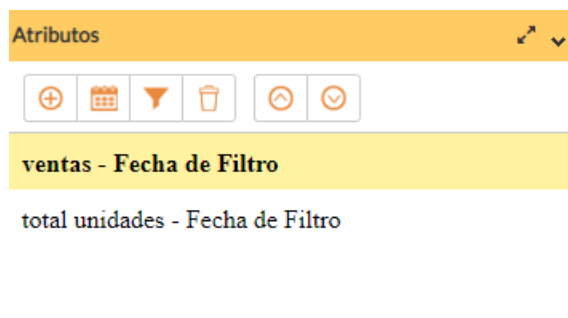 Atributos
ventas - Fecha de Filtro
total unidades - Fecha de Filtro